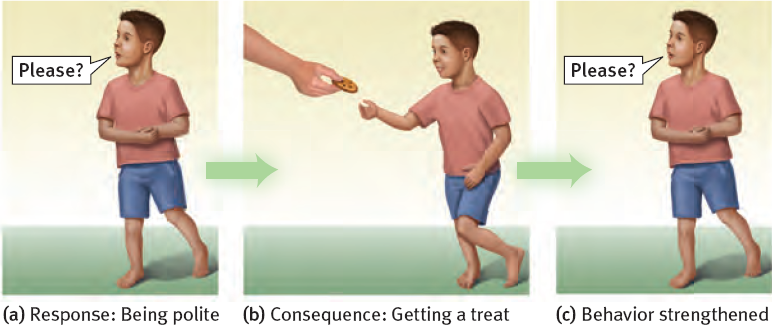 Please?
Please?
(a) Response: Being polite
(b) Consequence: Getting a treat
(c) Behavior strengthened